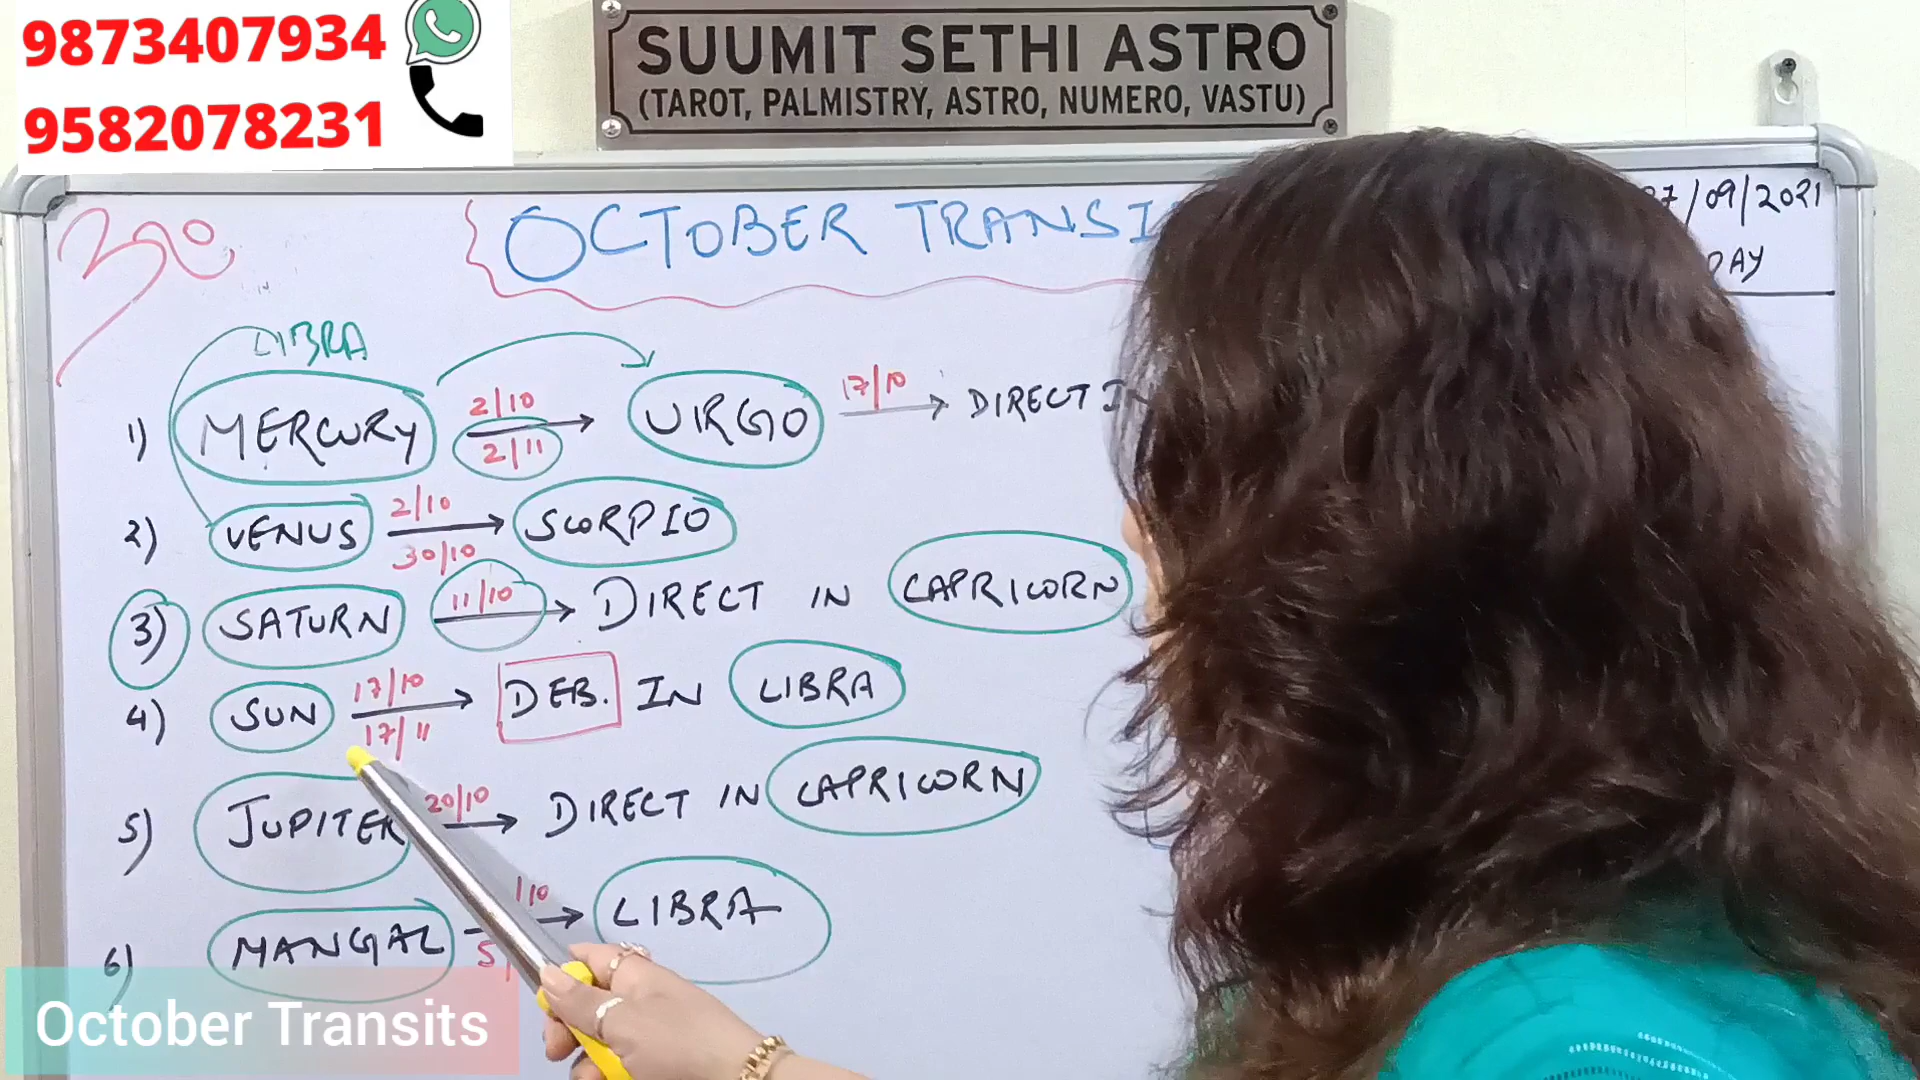 9873407934
9582078231
SUUMIT SETHI ASTRO
(TAROT, PALMISTRY, ASTRO, NUMERO, VASTU)
OCTOBER TRANSI
7/09/2021
DAY
LIBRA
1) MERCURY 2/10 2/11 VIRGO 17/10 DIRECT IN
2) VENUS 2/10 30/10 SCORPIO
3) SATURN 11/10 DIRECT IN CAPRICORN
4) SUN 17/10 17/11 DEB. IN LIBRA
5) JUPITER 20/10 DIRECT IN CAPRICORN
6) MANGAL /10 5/ LIBRA
October Transits